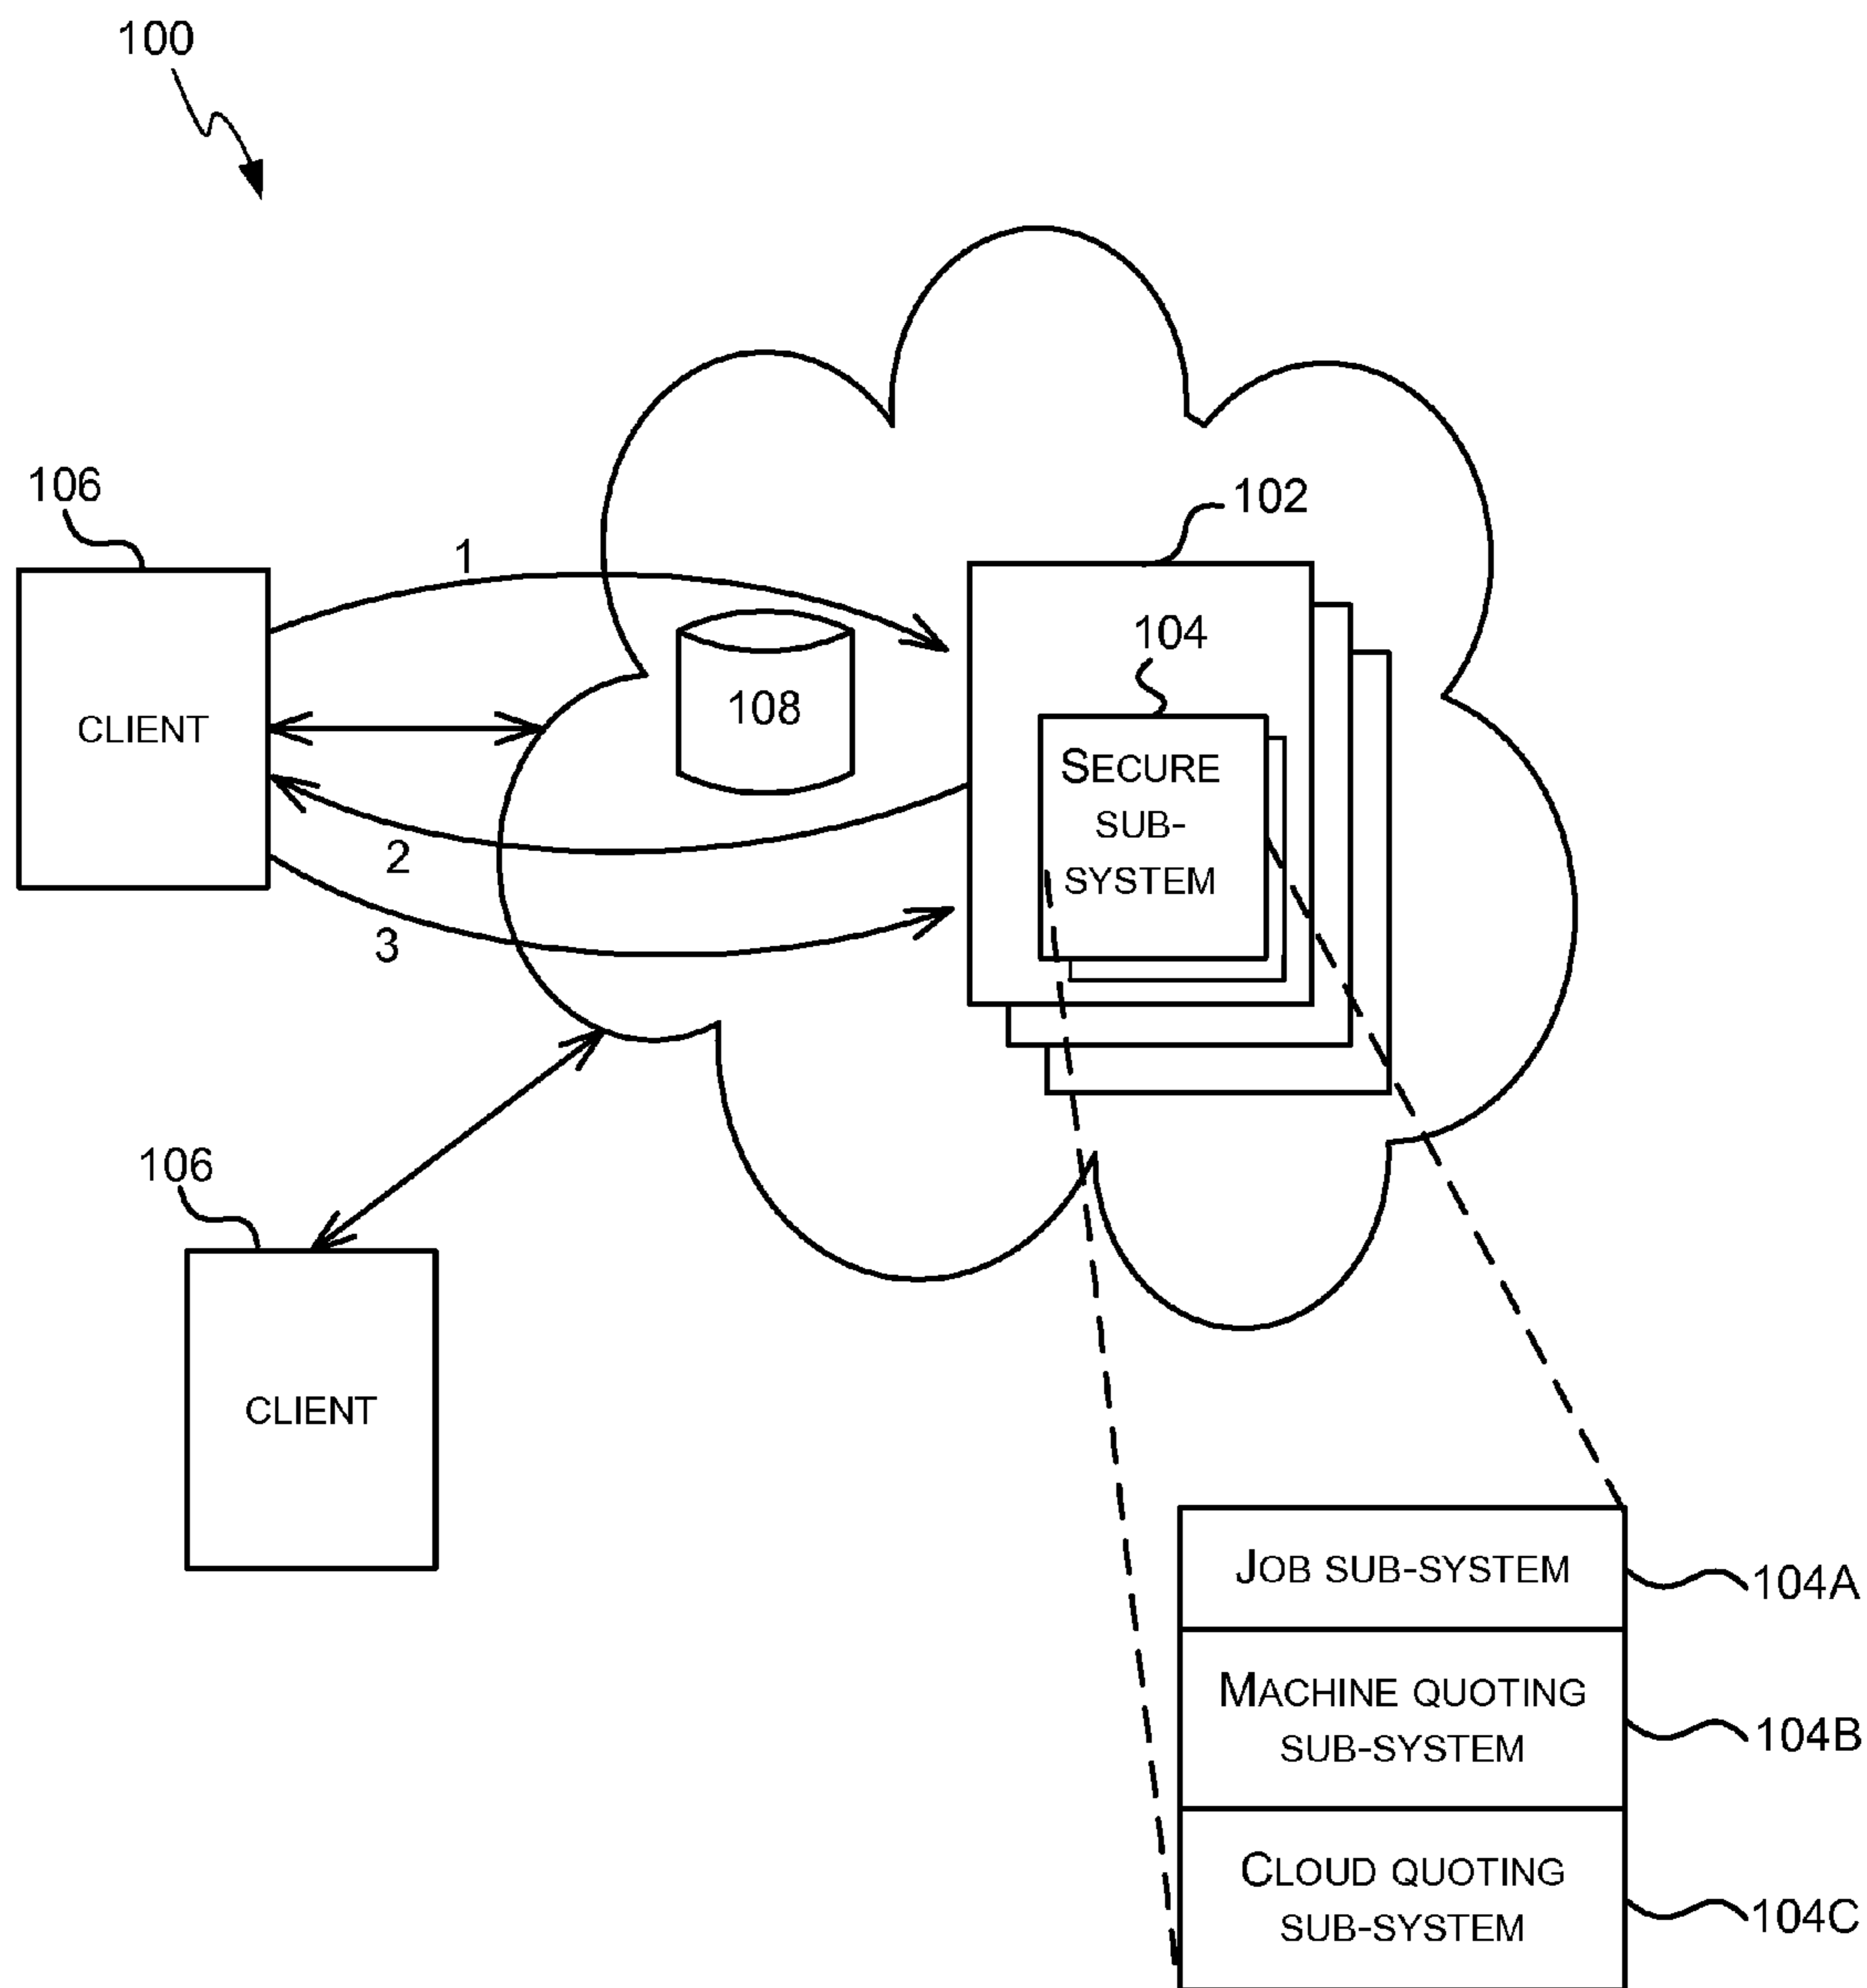 100
106
102
1
104
CLIENT
108
SECURE
SUB-
SYSTEM
2
3
106
CLIENT
JOB SUB-SYSTEM
104A
MACHINE QUOTING
SUB-SYSTEM
104B
CLOUD QUOTING
SUB-SYSTEM
104C